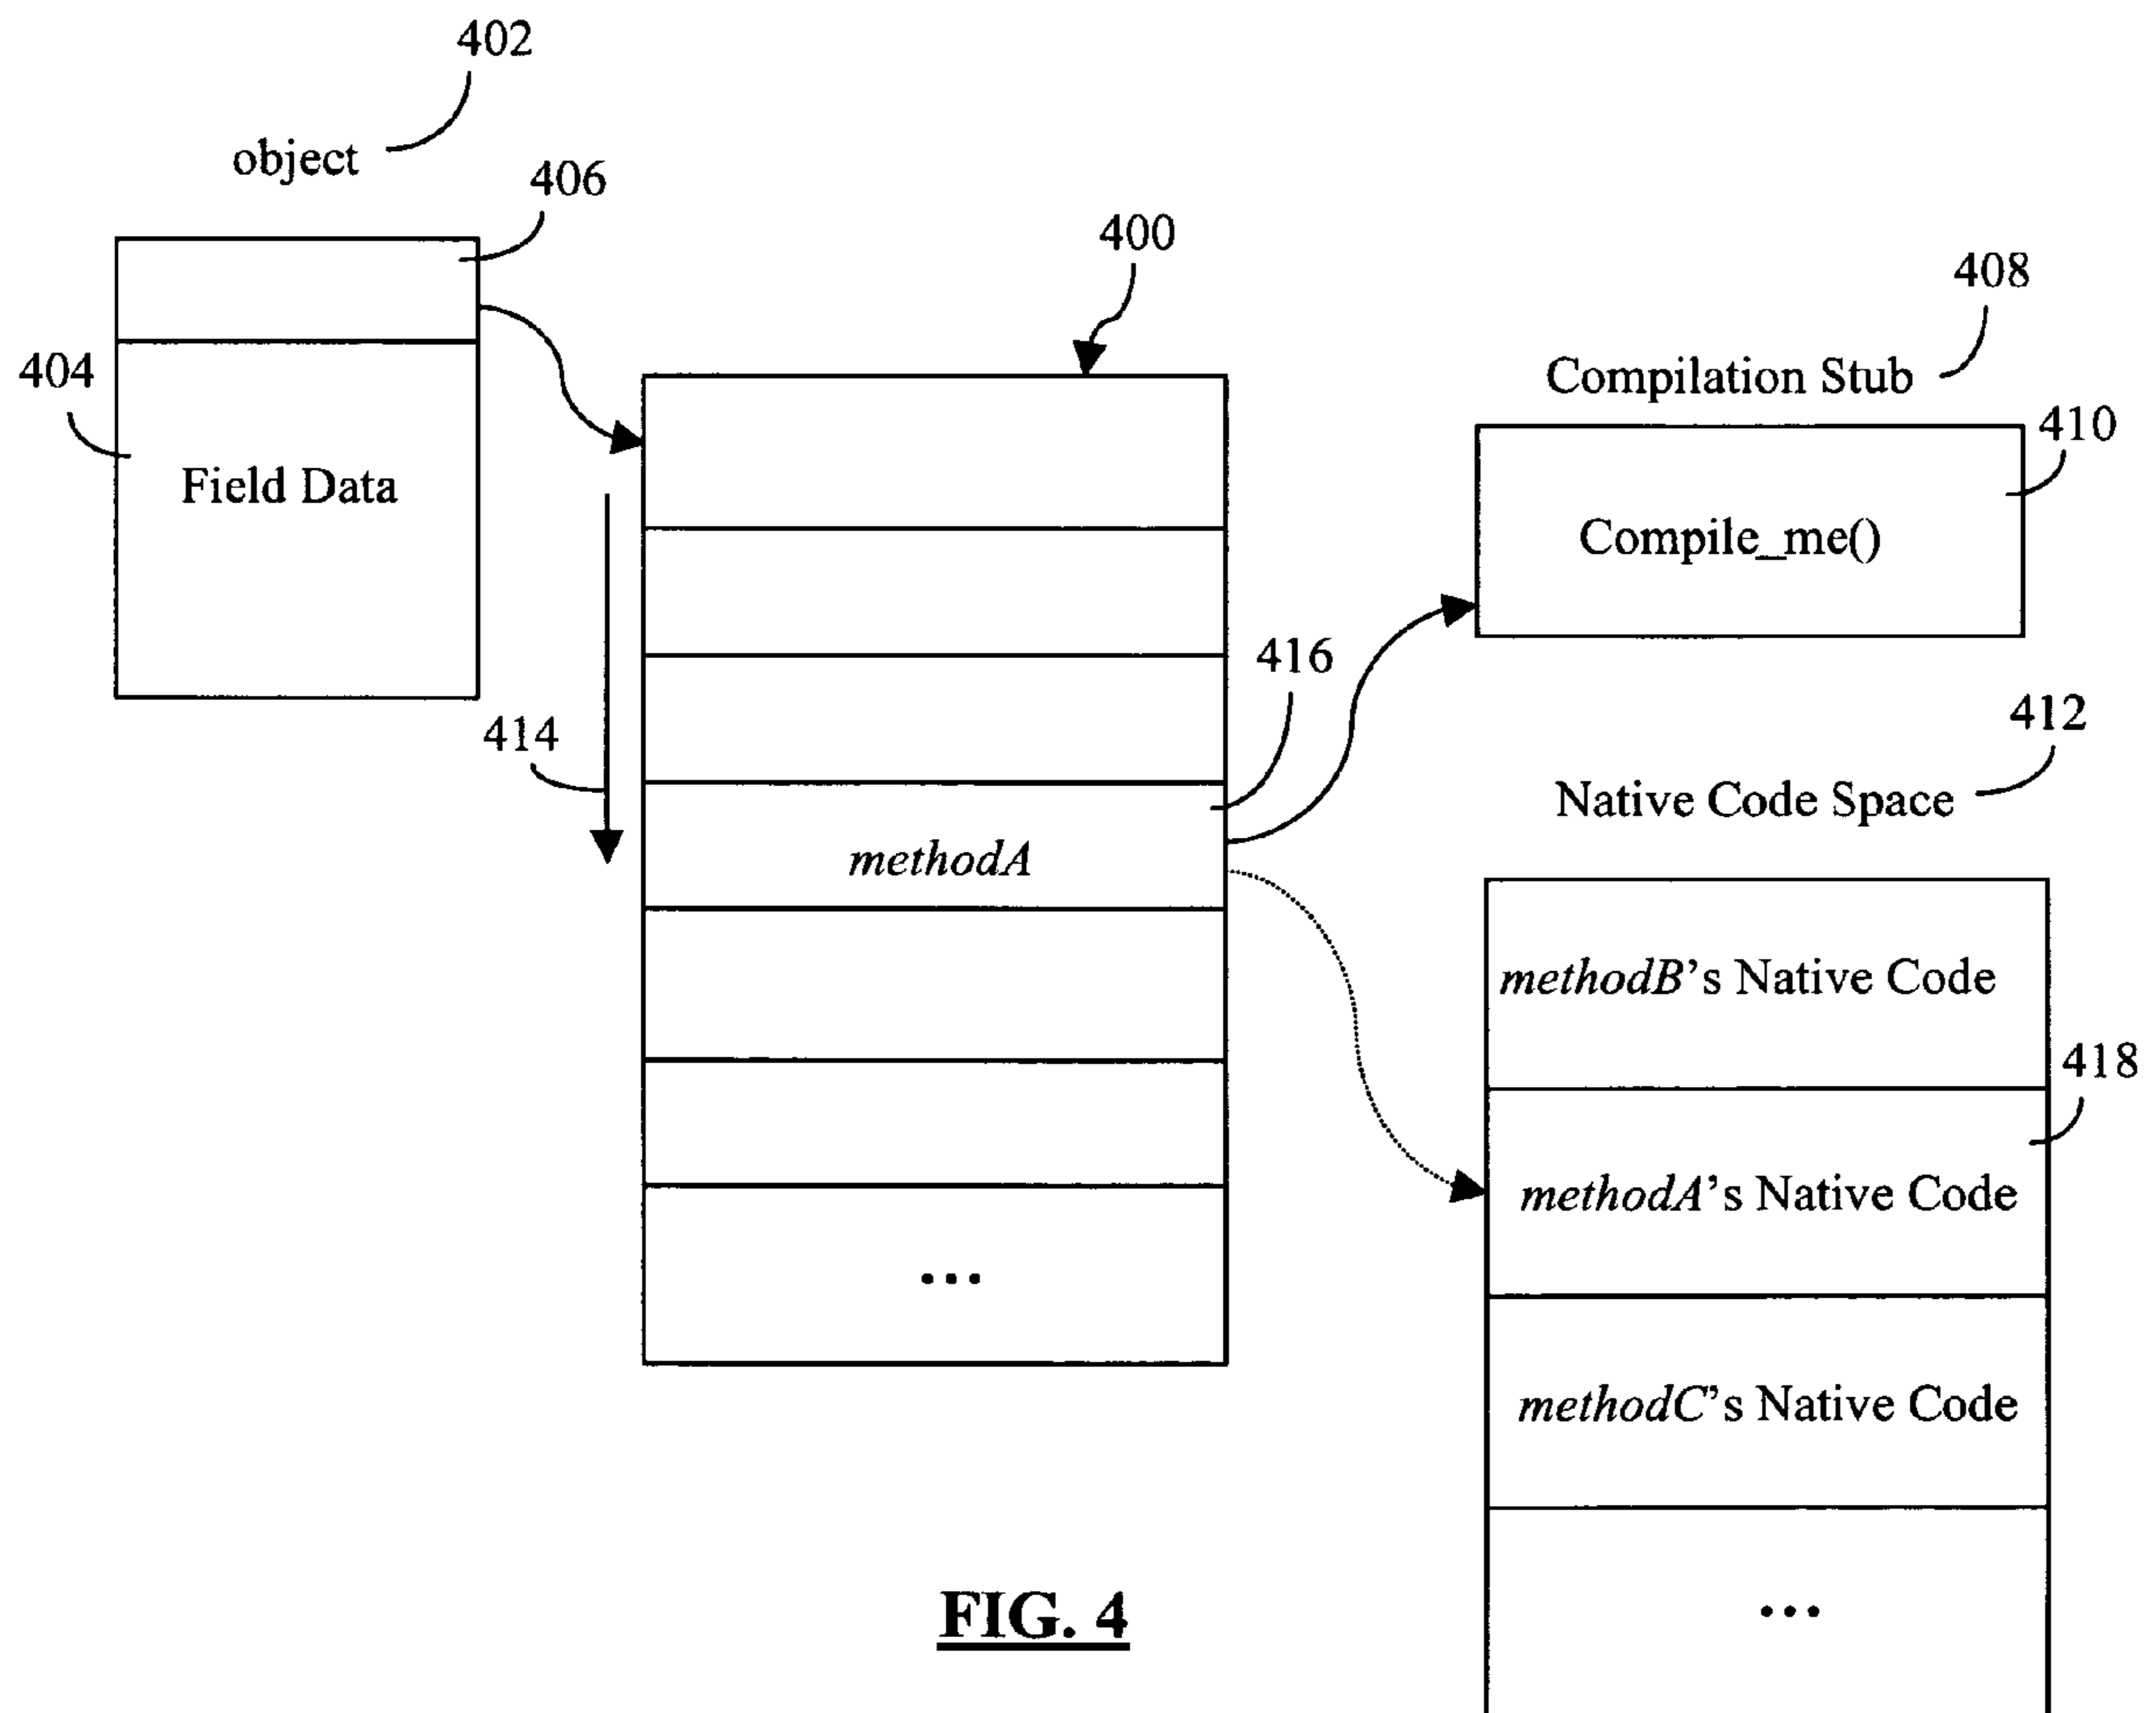 402
object
406
400
408
404
Compilation Stub
410
Field Data
Compile_me()
416
412
414
Native Code Space
methodA
methodB's Native Code
418
methodA's Native Code
...
methodC's Native Code
FIG. 4
...